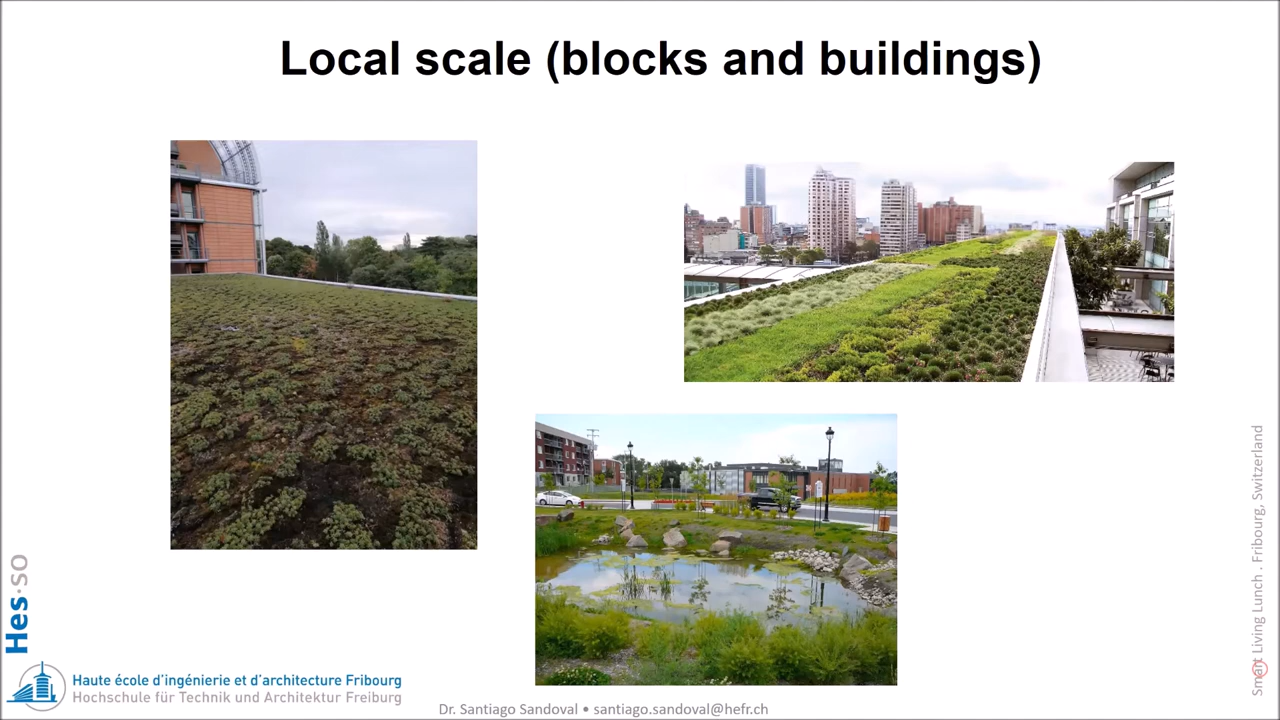 Local scale (blocks and buildings)
Hes·SO
Haute école d'ingénierie et d'architecture Fribourg
Hochschule für Technik und Architektur Freiburg
Dr. Santiago Sandoval • santiago.sandoval@hefr.ch
Smart Living Lunch . Fribourg, Switzerland